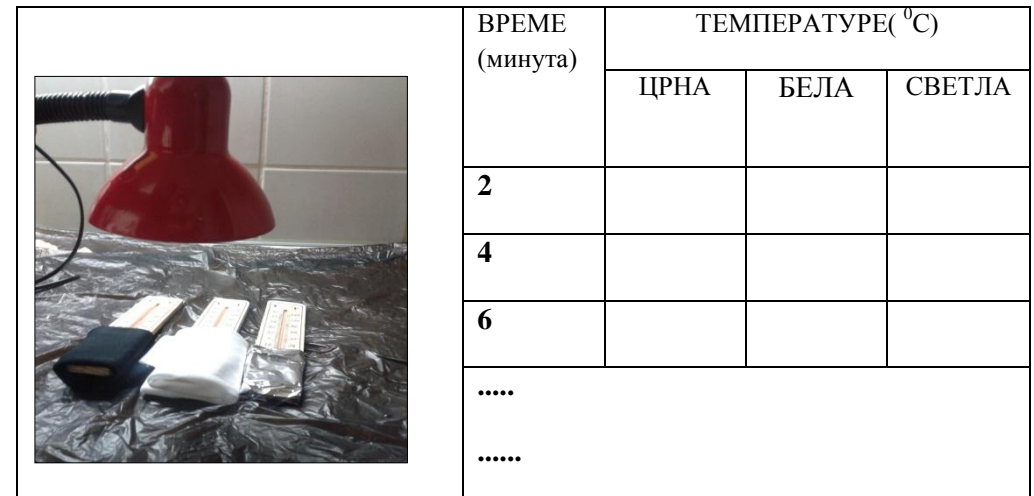 ВРЕМЕ
(минута)
ТЕМПЕРАТУРЕ( ⁰C)
ЦРНА
БЕЛА
СВЕТЛА
2
4
6
.....
......